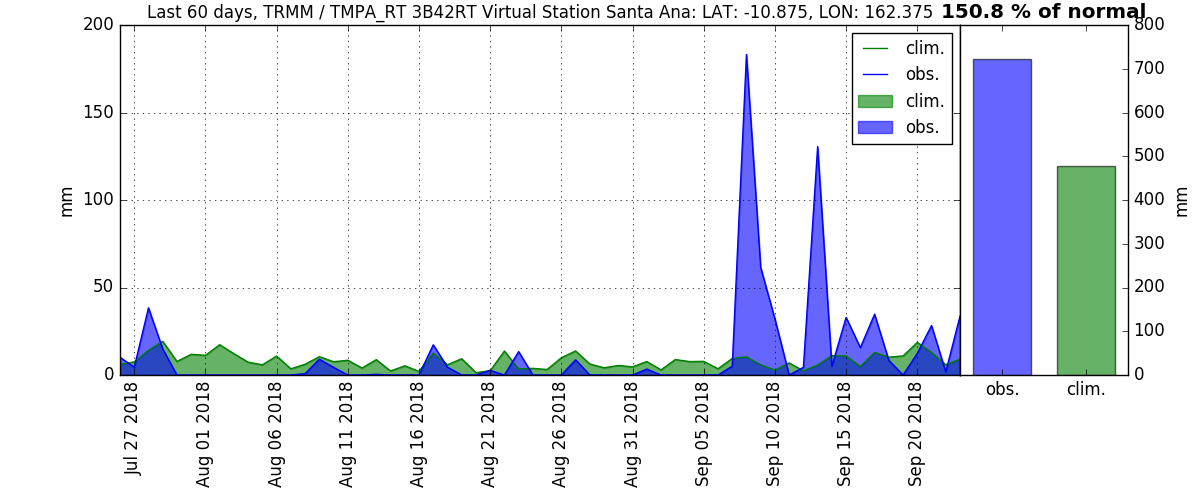 Last 60 days, TRMM / TMPA_RT 3B42RT Virtual Station Santa Ana: LAT: -10.875, LON: 162.375 150.8 % of normal
200
150
100
50
0
mm
clim.
obs.
clim.
obs.
800
700
600
500
400
300
200
100
0
mm
obs. clim.
Jul 27 2018 Aug 01 2018 Aug 06 2018 Aug 11 2018 Aug 16 2018 Aug 21 2018 Aug 26 2018 Aug 31 2018 Sep 05 2018 Sep 10 2018 Sep 15 2018 Sep 20 2018